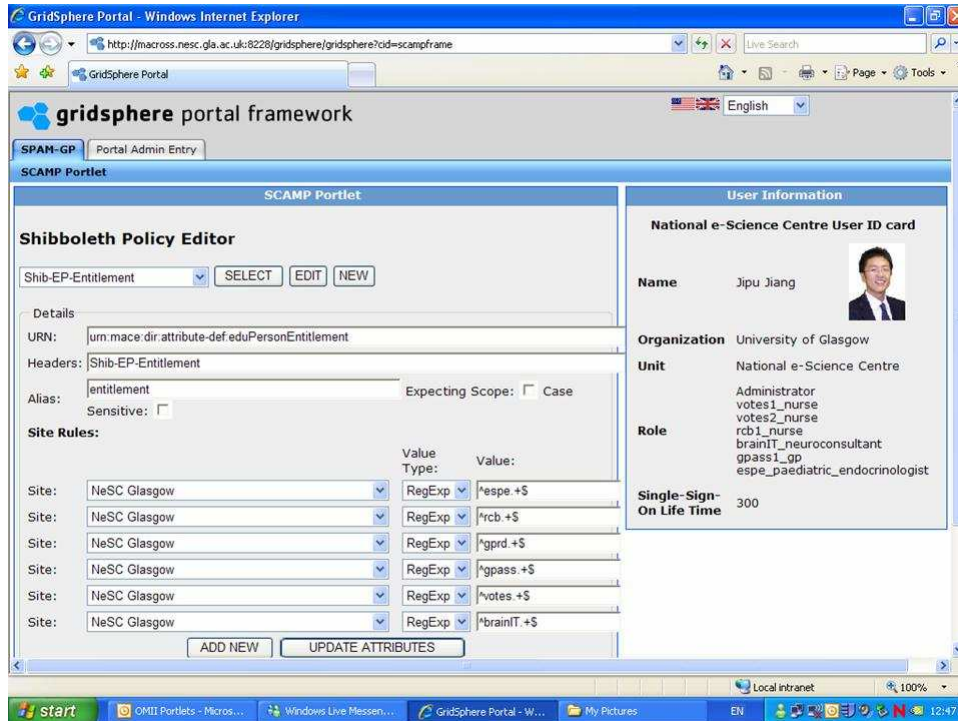 GridSphere Portal - Windows Internet Explorer
http://macross.nesc.gla.ac.uk:8228/gridsphere/gridsphere?cid=scampframe
Live Search
GridSphere Portal
Page Tools
gridsphere portal framework
English
SPAM-GP Portal Admin Entry
SCAMP Portlet
SCAMP Portlet
Shibboleth Policy Editor
Shib-EP-Entitlement SELECT EDIT NEW
Details
URN: urn:mace:dir:attribute-def:eduPersonEntitlement
Headers: Shib-EP-Entitlement
Alias: entitlement Expecting Scope: Case
Sensitive:
Site Rules:
Value Type: Value:
Site: NeSC Glasgow RegExp ^espe.+$
Site: NeSC Glasgow RegExp ^rcb.+$
Site: NeSC Glasgow RegExp ^gprd.+$
Site: NeSC Glasgow RegExp ^gpass.+$
Site: NeSC Glasgow RegExp ^votes.+$
Site: NeSC Glasgow RegExp ^brainIT.+$
ADD NEW UPDATE ATTRIBUTES
User Information
National e-Science Centre User ID card
Name Jipu Jiang
Organization University of Glasgow
Unit National e-Science Centre
Role
Administrator
votes1_nurse
votes2_nurse
rcb1_nurse
brainIT_neuroconsultant
gpass1_gp
espe_paediatric_endocrinologist
Single-Sign-On Life Time 300
Local intranet 100%
start OMII Portlets - Micros... Windows Live Messen... GridSphere Portal - W... My Pictures EN 12:47